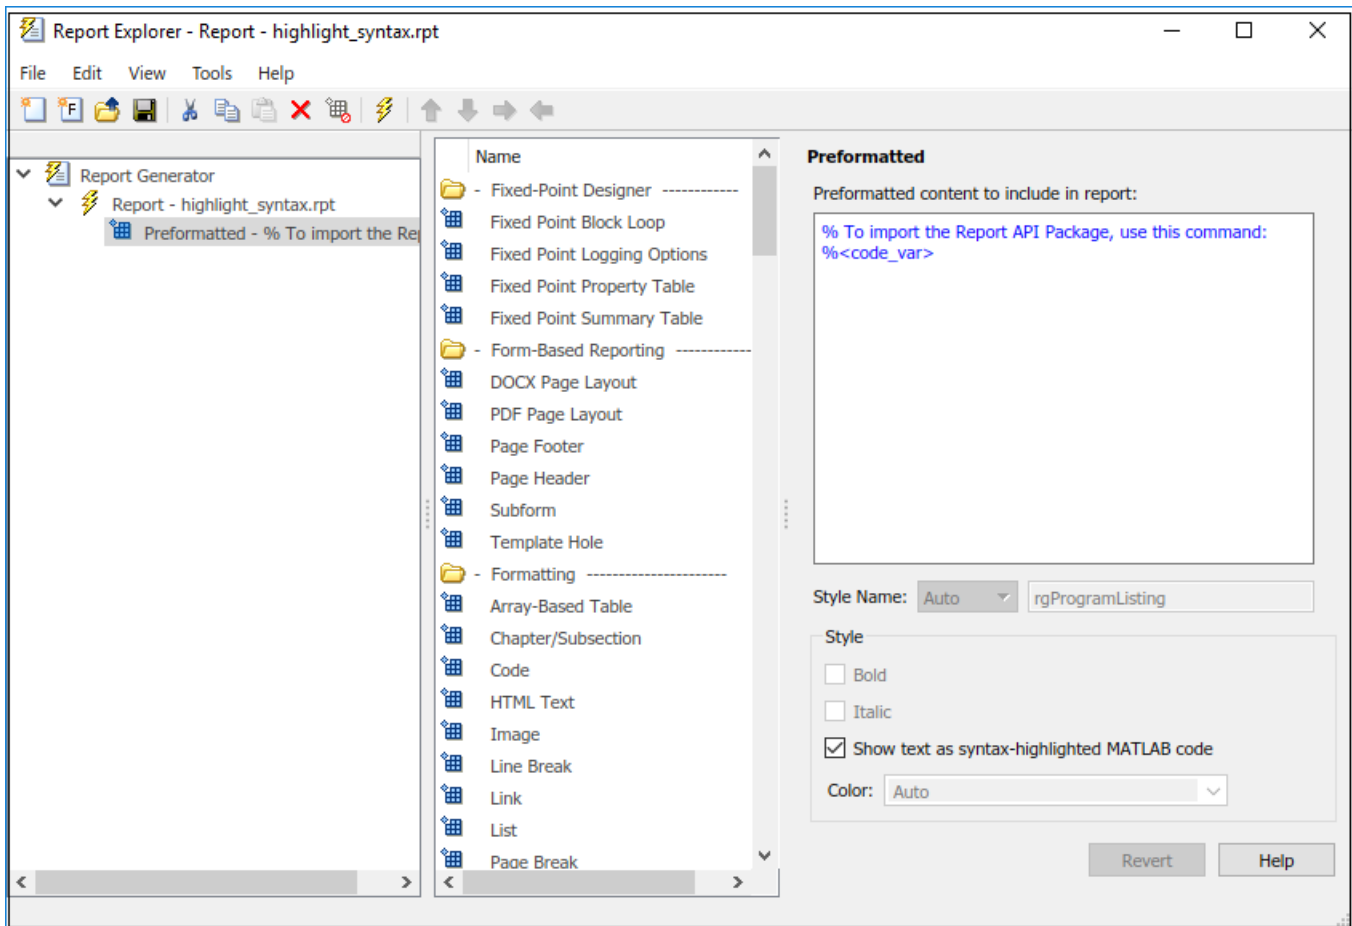 Report Explorer - Report - highlight_syntax.rpt
File Edit View Tools Help
Report Generator
Report - highlight_syntax.rpt
Preformatted - % To import the Rep
Name
- Fixed-Point Designer ------------
Fixed Point Block Loop
Fixed Point Logging Options
Fixed Point Property Table
Fixed Point Summary Table
- Form-Based Reporting ------------
DOCX Page Layout
PDF Page Layout
Page Footer
Page Header
Subform
Template Hole
- Formatting ----------------------
Array-Based Table
Chapter/Subsection
Code
HTML Text
Image
Line Break
Link
List
Page Break
Preformatted
Preformatted content to include in report:
% To import the Report API Package, use this command:
%<code_var>
Style Name: Auto rgProgramListing
Style
Bold
Italic
Show text as syntax-highlighted MATLAB code
Color: Auto
Revert Help